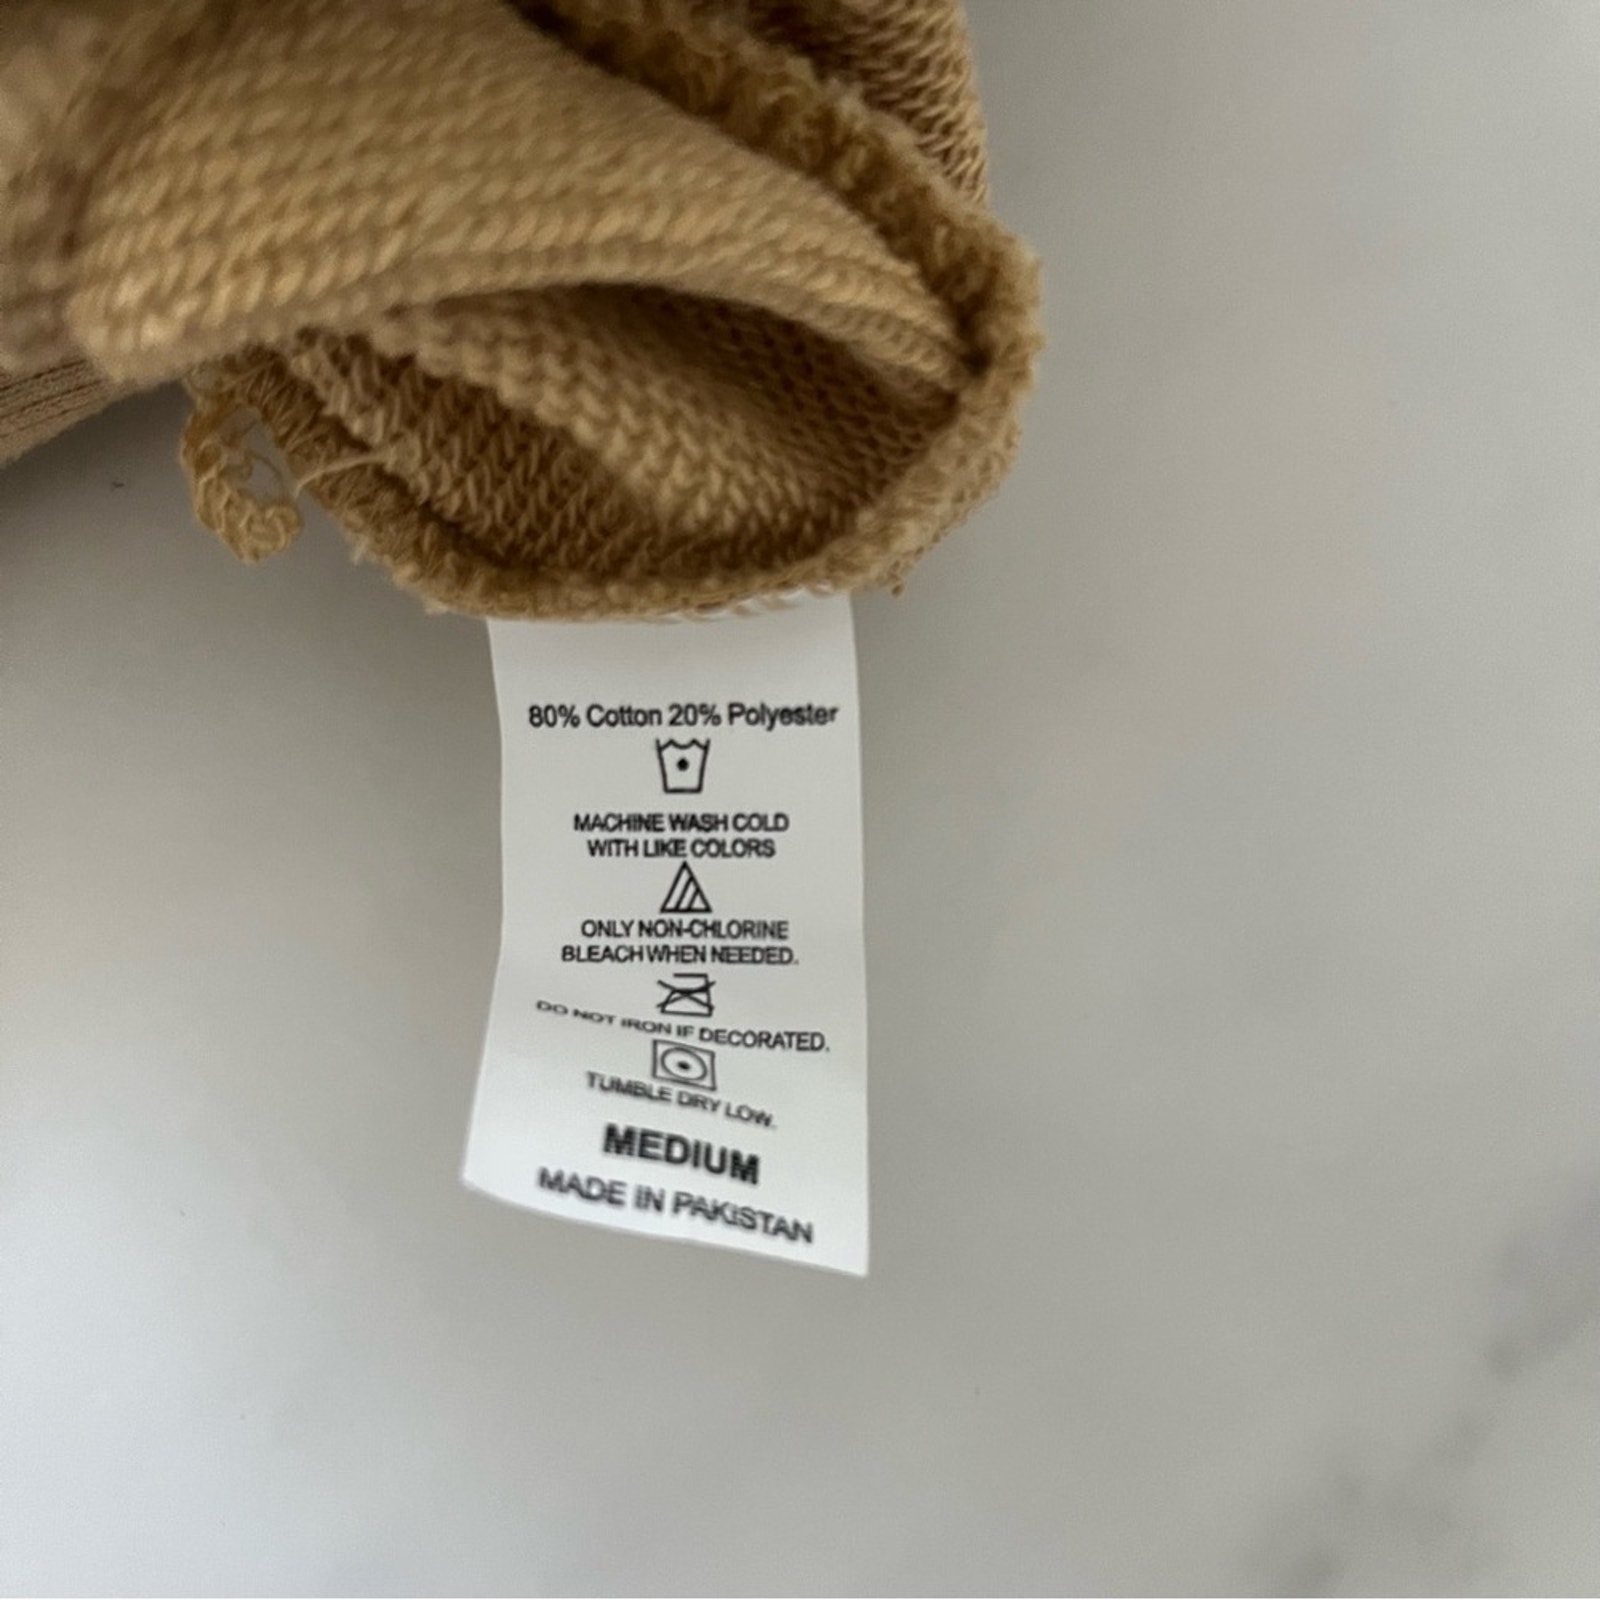 80% Cotton 20% Polyester
MACHINE WASH COLD
WITH LIKE COLORS
ONLY NON-CHLORINE
BLEACH WHEN NEEDED.
DO NOT IRON IF DECORATED.
TUMBLE DRY LOW.
MEDIUM
MADE IN PAKISTAN